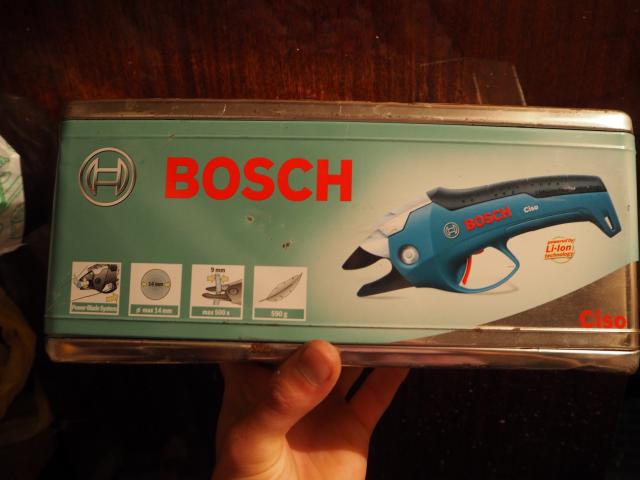 BOSCH
BOSCH
Ciso
powered by
Li-Ion
technology
Power Blade System
14 mm
ø max 14 mm
9 mm
max 500 x
590 g
Ciso